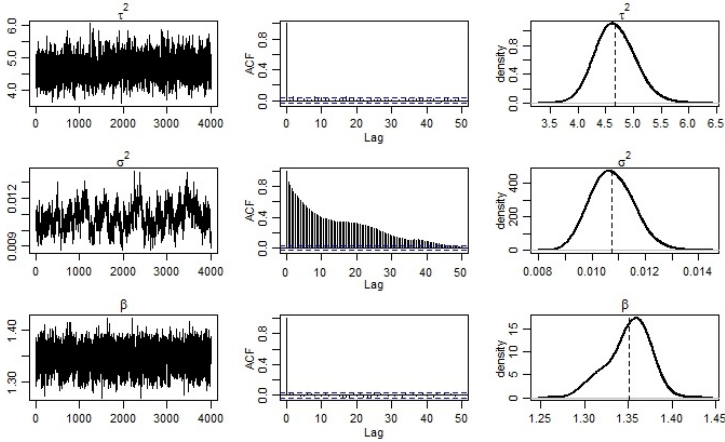 τ² τ²
6.0 5.0 4.0
0 1000 2000 3000 4000
ACF
0.0 0.4 0.8
0 10 20 30 40 50
Lag
density
0.0 0.4 0.8
3.5 4.0 4.5 5.0 5.5 6.0 6.5
σ² σ²
0.012 0.009
0 1000 2000 3000 4000
ACF
0.0 0.4 0.8
0 10 20 30 40 50
Lag
density
0 200 400
0.008 0.010 0.012 0.014
β β
1.40 1.30
0 1000 2000 3000 4000
ACF
0.0 0.4 0.8
0 10 20 30 40 50
Lag
density
0 5 10 15
1.25 1.30 1.35 1.40 1.45